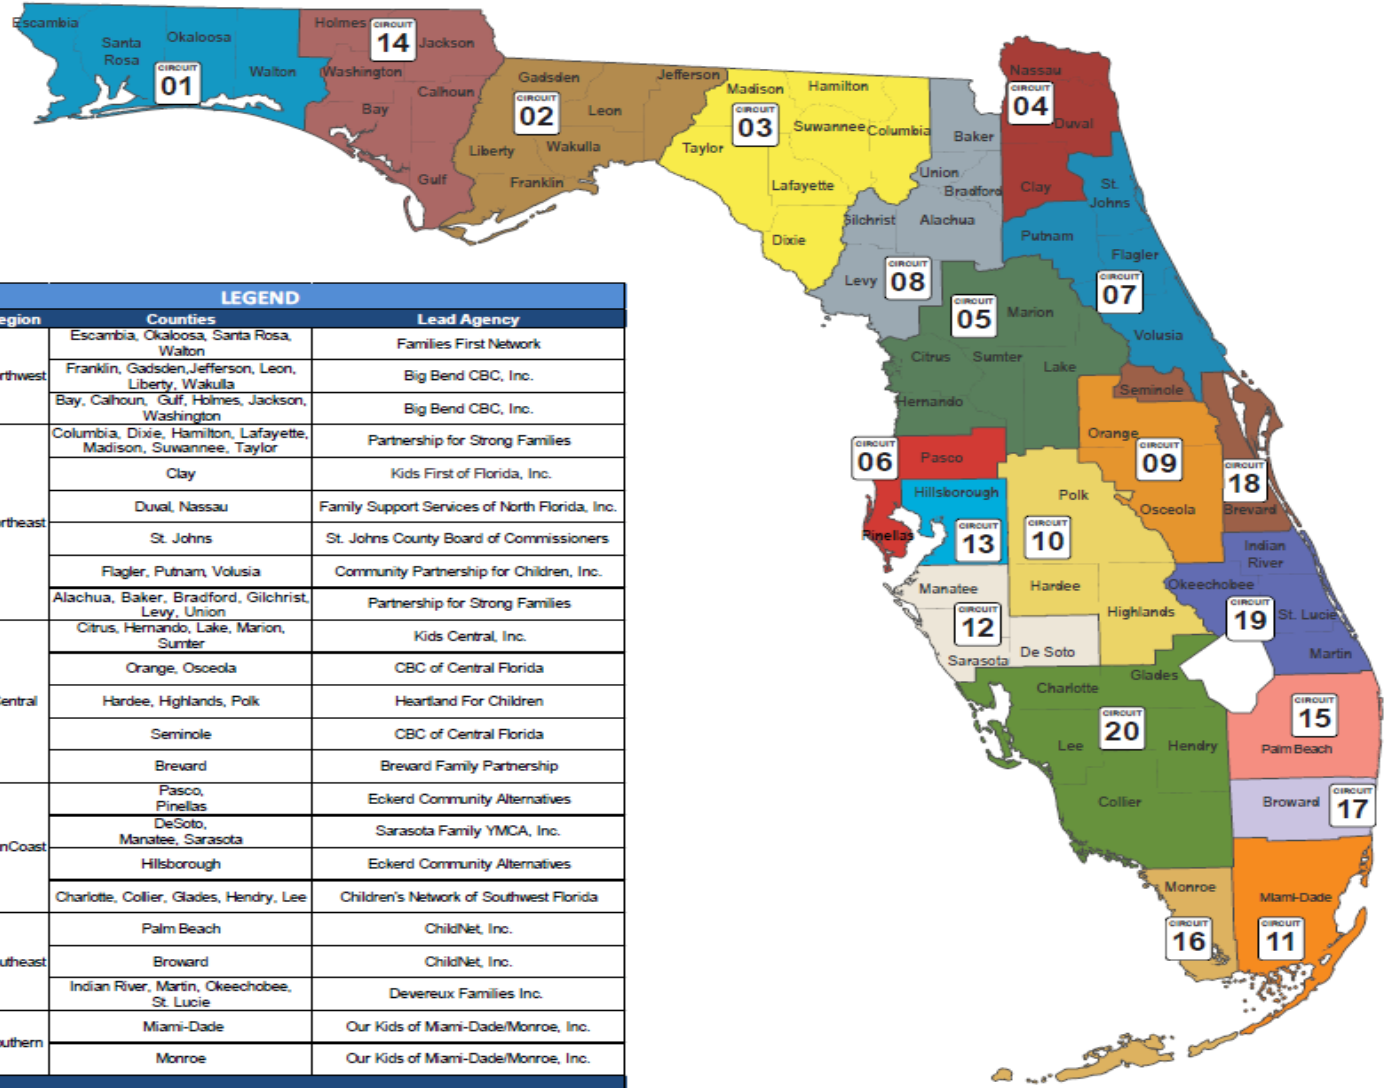 Escambia
Santa
Rosa
Okaloosa
Walton
CIRCUIT
01
Holmes
CIRCUIT
14
Jackson
Washington
Calhoun
Bay
Gulf
Gadsden
Jefferson
CIRCUIT
02
Leon
Liberty
Wakulla
Franklin
Madison
Hamilton
CIRCUIT
03
Suwannee
Columbia
Taylor
Lafayette
Dixie
Nassau
CIRCUIT
04
Duval
Clay
Baker
Union
Bradford
Gilchrist
Alachua
Levy
CIRCUIT
08
St.
Johns
Putnam
Flagler
CIRCUIT
07
Volusia
CIRCUIT
05
Marion
Citrus
Sumter
Lake
Hernando
Seminole
Orange
CIRCUIT
09
Osceola
CIRCUIT
18
Brevard
CIRCUIT
06
Pasco
Pinellas
Hillsborough
CIRCUIT
13
Polk
CIRCUIT
10
Hardee
Highlands
Manatee
CIRCUIT
12
Sarasota
De Soto
Indian
River
Okeechobee
CIRCUIT
19
St. Lucie
Martin
Glades
Charlotte
CIRCUIT
20
Lee
Hendry
Collier
CIRCUIT
15
Palm Beach
Broward
CIRCUIT
17
Monroe
CIRCUIT
16
Miami-Dade
CIRCUIT
11
LEGEND
egion Counties Lead Agency
rthwest
Escambia, Okaloosa, Santa Rosa,
Walton
Families First Network
Franklin, Gadsden,Jefferson, Leon,
Liberty, Wakulla
Big Bend CBC, Inc.
Bay, Calhoun, Gulf, Holmes, Jackson,
Washington
Big Bend CBC, Inc.
rtheast
Columbia, Dixie, Hamilton, Lafayette,
Madison, Suwannee, Taylor
Partnership for Strong Families
Clay Kids First of Florida, Inc.
Duval, Nassau Family Support Services of North Florida, Inc.
St. Johns St. Johns County Board of Commissioners
Flagler, Putnam, Volusia Community Partnership for Children, Inc.
Alachua, Baker, Bradford, Gilchrist,
Levy, Union
Partnership for Strong Families
entral
Citrus, Hernando, Lake, Marion,
Sumter
Kids Central, Inc.
Orange, Osceola CBC of Central Florida
Hardee, Highlands, Polk Heartland For Children
Seminole CBC of Central Florida
Brevard Brevard Family Partnership
nCoast
Pasco,
Pinellas
Eckerd Community Alternatives
DeSoto,
Manatee, Sarasota
Sarasota Family YMCA, Inc.
Hillsborough Eckerd Community Alternatives
Charlotte, Collier, Glades, Hendry, Lee Children's Network of Southwest Florida
utheast
Palm Beach ChildNet, Inc.
Broward ChildNet, Inc.
Indian River, Martin, Okeechobee,
St. Lucie
Devereux Families Inc.
uthern
Miami-Dade Our Kids of Miami-Dade/Monroe, Inc.
Monroe Our Kids of Miami-Dade/Monroe, Inc.